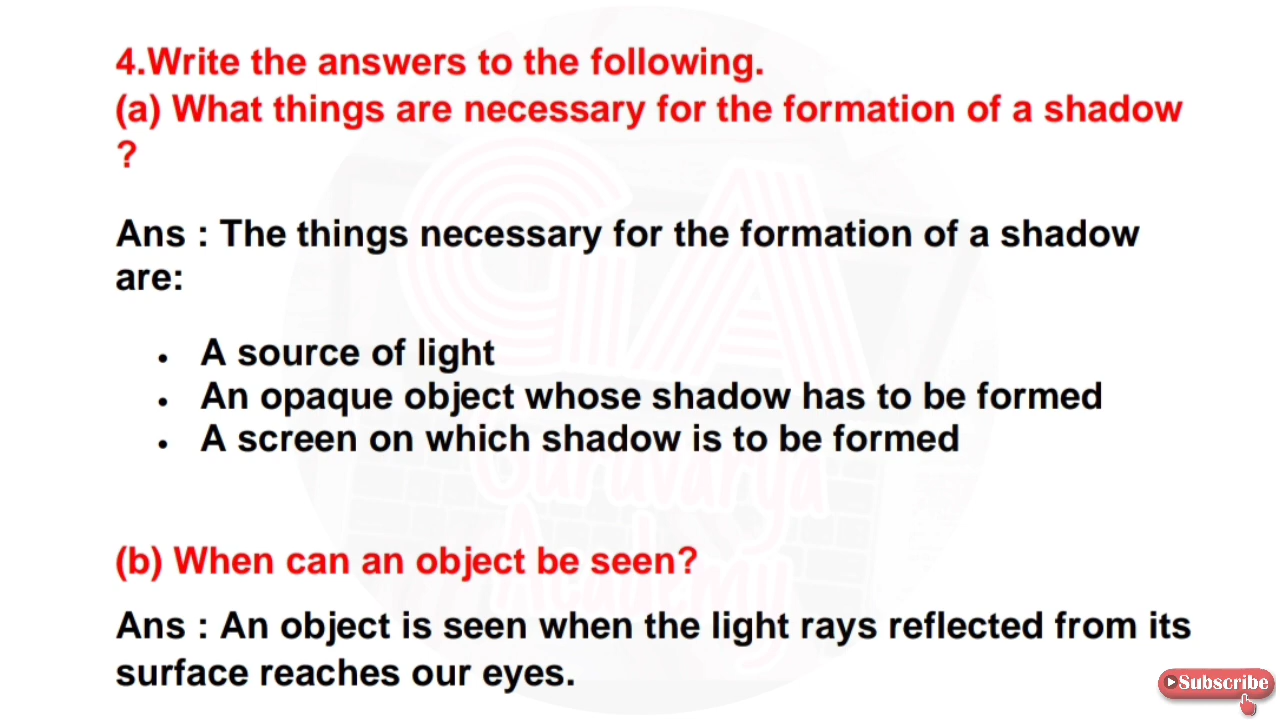 4.Write the answers to the following.
(a) What things are necessary for the formation of a shadow
?
Ans : The things necessary for the formation of a shadow
are:
• A source of light
• An opaque object whose shadow has to be formed
• A screen on which shadow is to be formed
GA
Guruvarya
Academy
(b) When can an object be seen?
Ans : An object is seen when the light rays reflected from its
surface reaches our eyes.
Subscribe